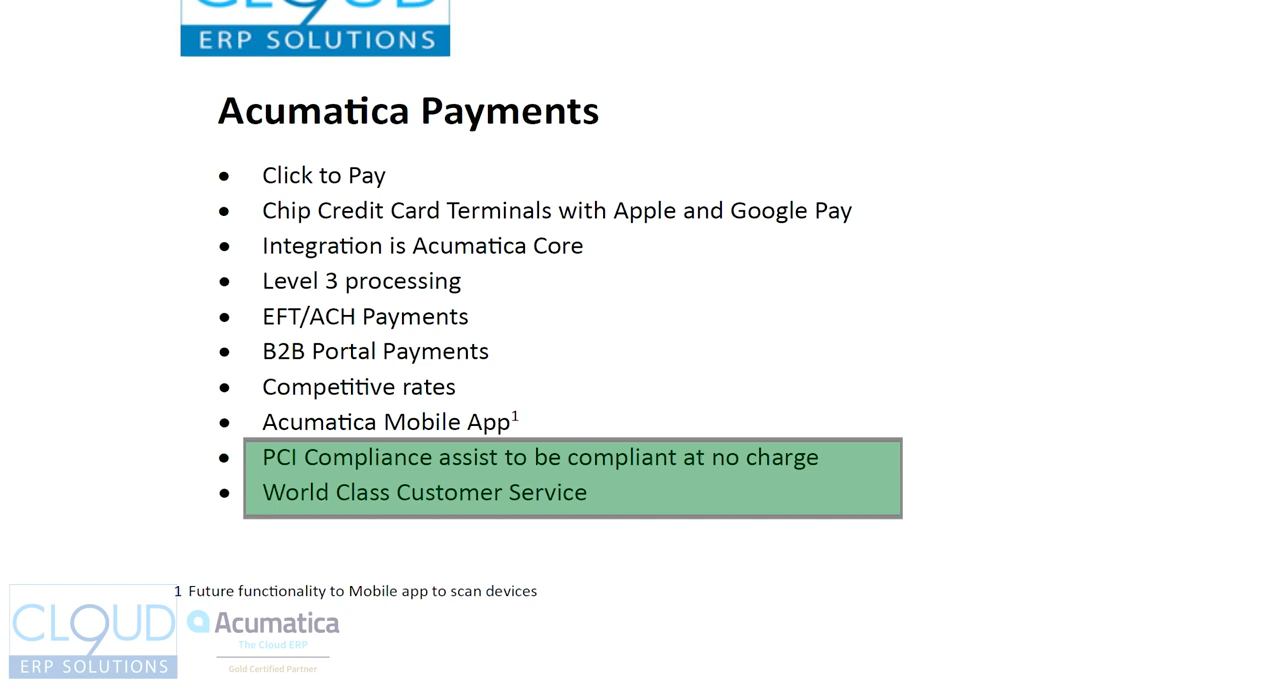 CLOUD
9
ERP SOLUTIONS
Acumatica Payments
• Click to Pay
• Chip Credit Card Terminals with Apple and Google Pay
• Integration is Acumatica Core
• Level 3 processing
• EFT/ACH Payments
• B2B Portal Payments
• Competitive rates
• Acumatica Mobile App¹
• PCI Compliance assist to be compliant at no charge
• World Class Customer Service
1 Future functionality to Mobile app to scan devices
CLOUD
9
ERP SOLUTIONS
Acumatica
The Cloud ERP
Gold Certified Partner